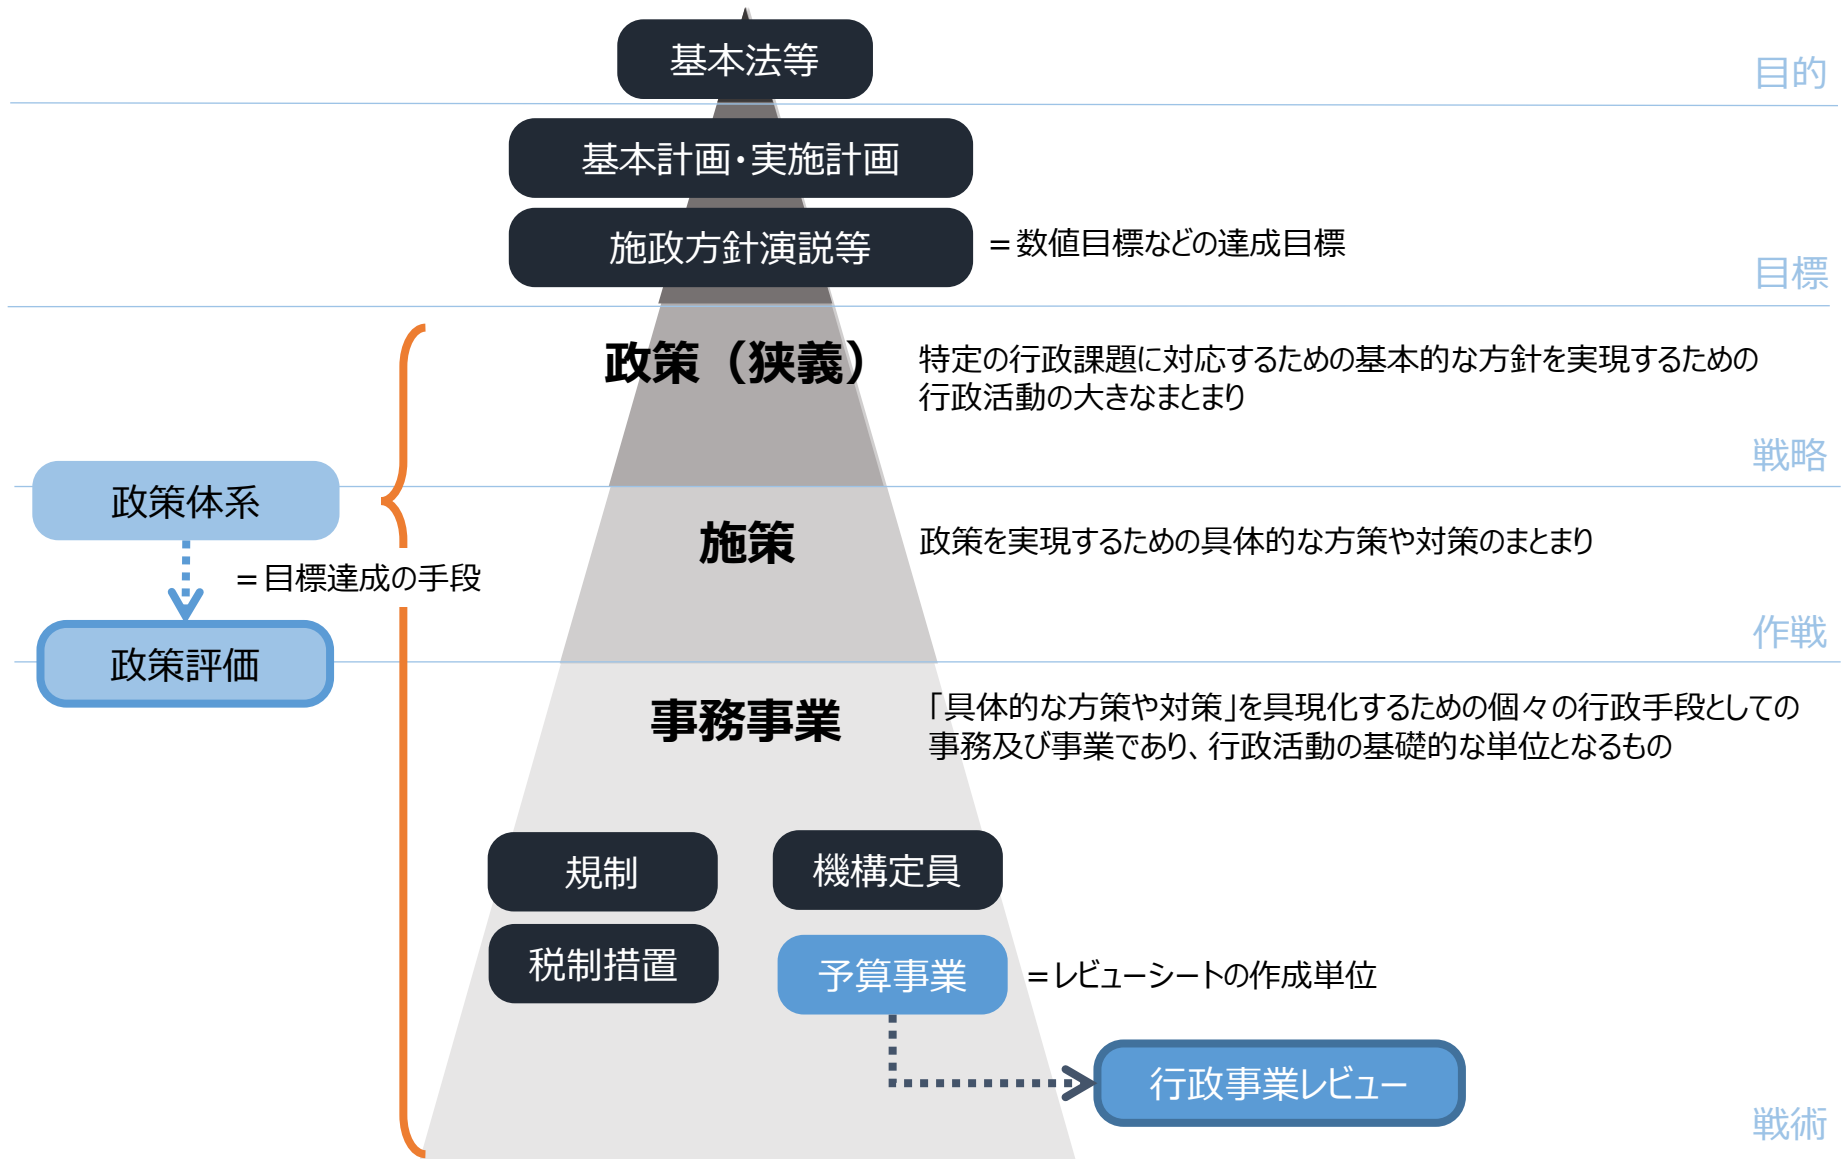 基本法等
目的
基本計画・実施計画
施政方針演説等
＝数値目標などの達成目標
目標
政策（狭義）
特定の行政課題に対応するための基本的な方針を実現するための
行政活動の大きなまとまり
戦略
政策体系
施策
政策を実現するための具体的な方策や対策のまとまり
＝目標達成の手段
作戦
政策評価
事務事業
「具体的な方策や対策」を具現化するための個々の行政手段としての
事務及び事業であり、行政活動の基礎的な単位となるもの
規制
機構定員
税制措置
予算事業
＝レビューシートの作成単位
行政事業レビュー
戦術